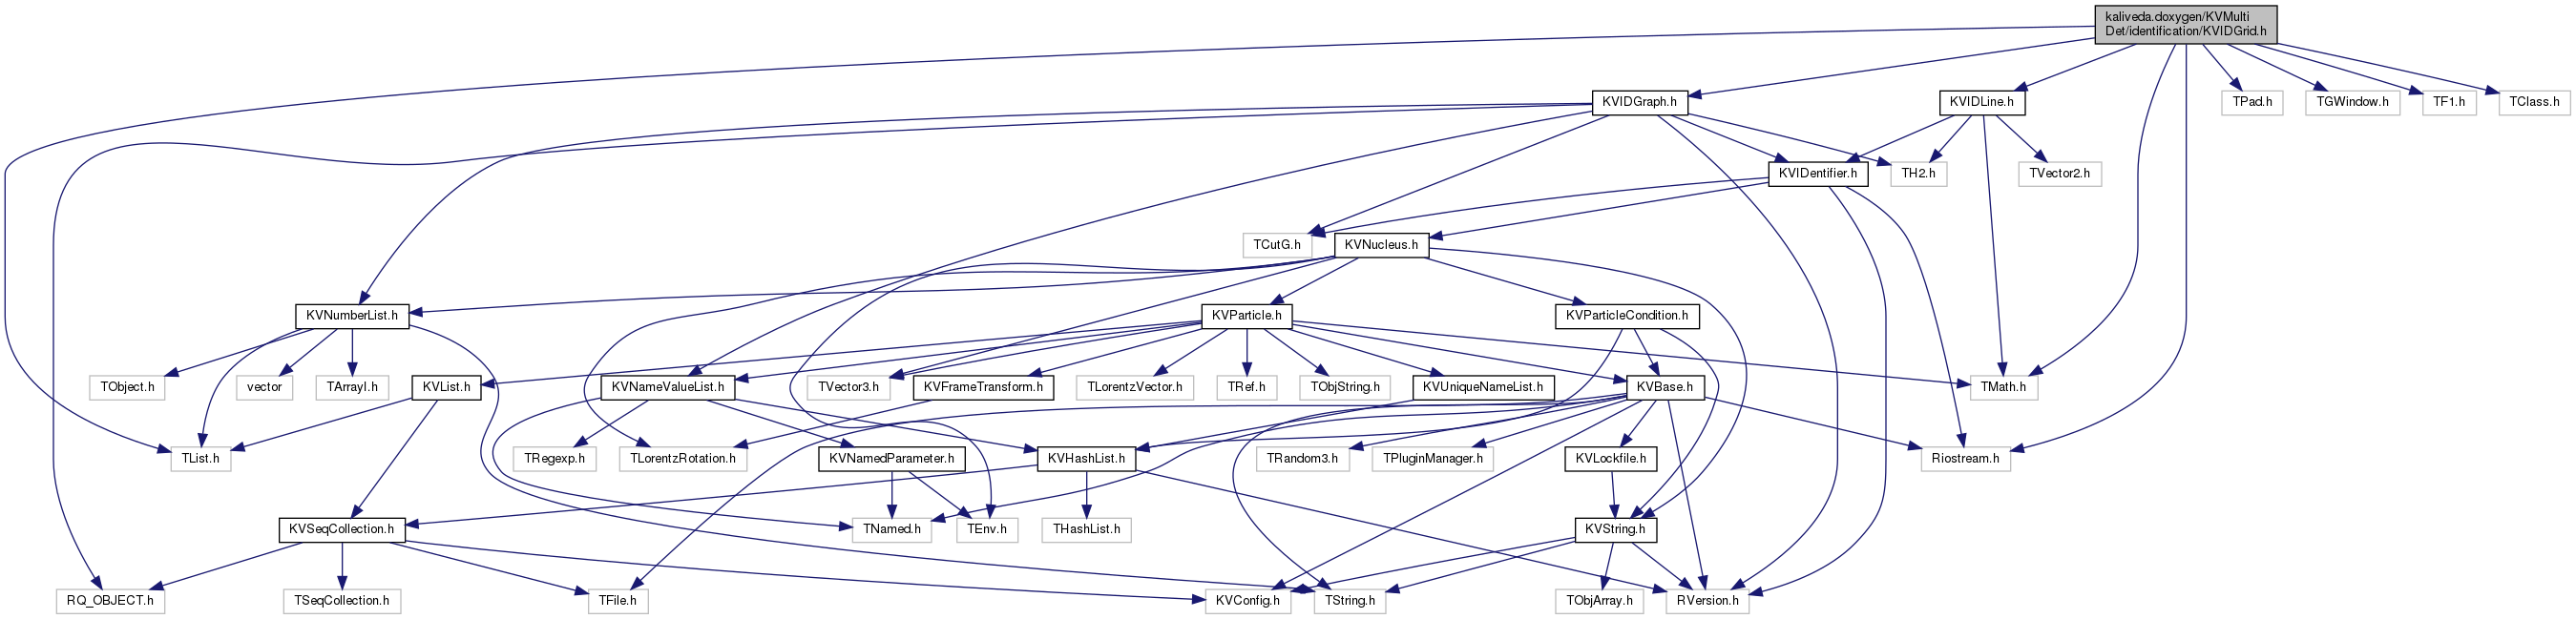 kaliveda.doxygen/KVMulti
Det/identification/KVIDGrid.h
KVIDGraph.h
KVIDLine.h
TPad.h
TGWindow.h
TF1.h
TClass.h
KVIDentifier.h
TH2.h
TVector2.h
TCutG.h
KVNucleus.h
KVNumberList.h
KVParticle.h
KVParticleCondition.h
TObject.h
vector
TArrayI.h
KVList.h
KVNameValueList.h
TVector3.h
KVFrameTransform.h
TLorentzVector.h
TRef.h
TObjString.h
KVUniqueNameList.h
KVBase.h
TMath.h
TList.h
TRegexp.h
TLorentzRotation.h
KVNamedParameter.h
KVHashList.h
TRandom3.h
TPluginManager.h
KVLockfile.h
Riostream.h
KVSeqCollection.h
TNamed.h
TEnv.h
THashList.h
KVString.h
RQ_OBJECT.h
TSeqCollection.h
TFile.h
KVConfig.h
TString.h
TObjArray.h
RVersion.h